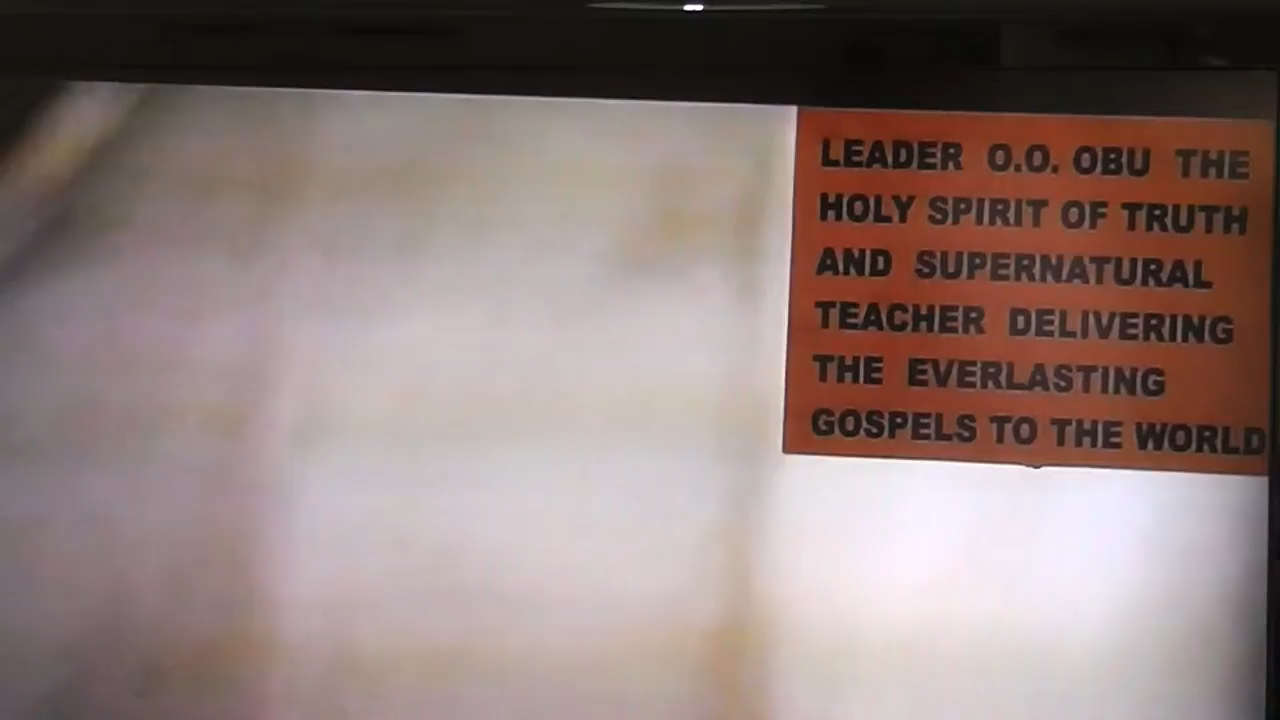 LEADER O.O. OBU THE
HOLY SPIRIT OF TRUTH
AND SUPERNATURAL
TEACHER DELIVERING
THE EVERLASTING
GOSPELS TO THE WORLD